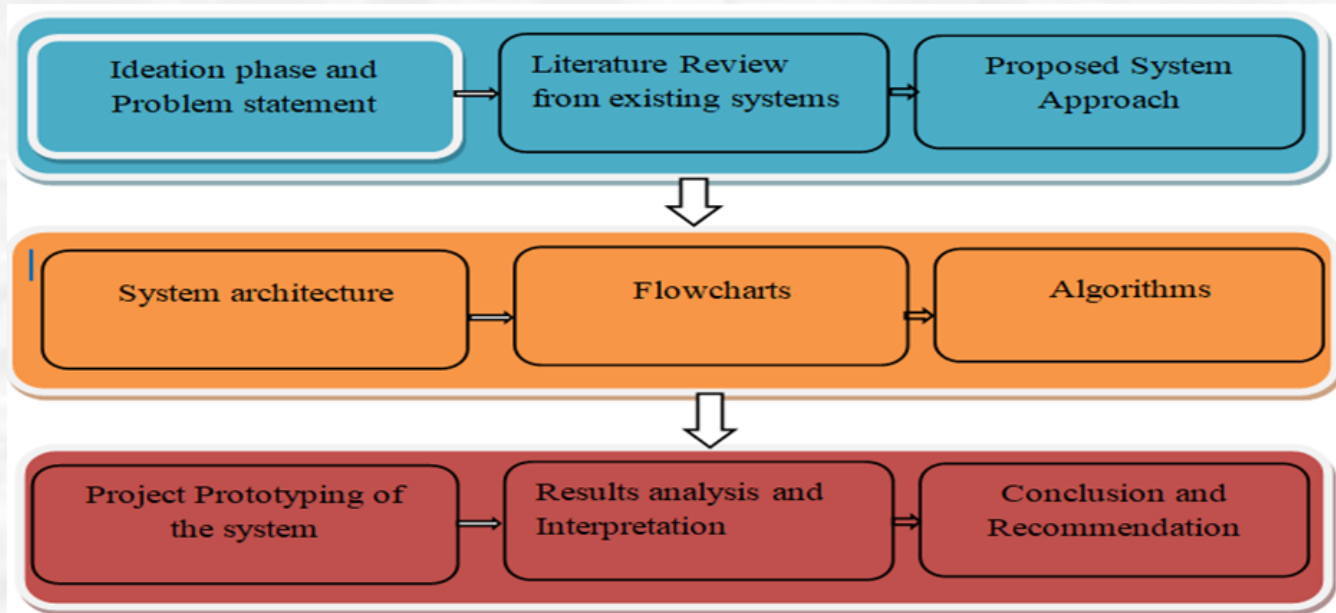 Ideation phase and
Problem statement
Literature Review
from existing systems
Proposed System
Approach
System architecture
Flowcharts
Algorithms
Project Prototyping of
the system
Results analysis and
Interpretation
Conclusion and
Recommendation